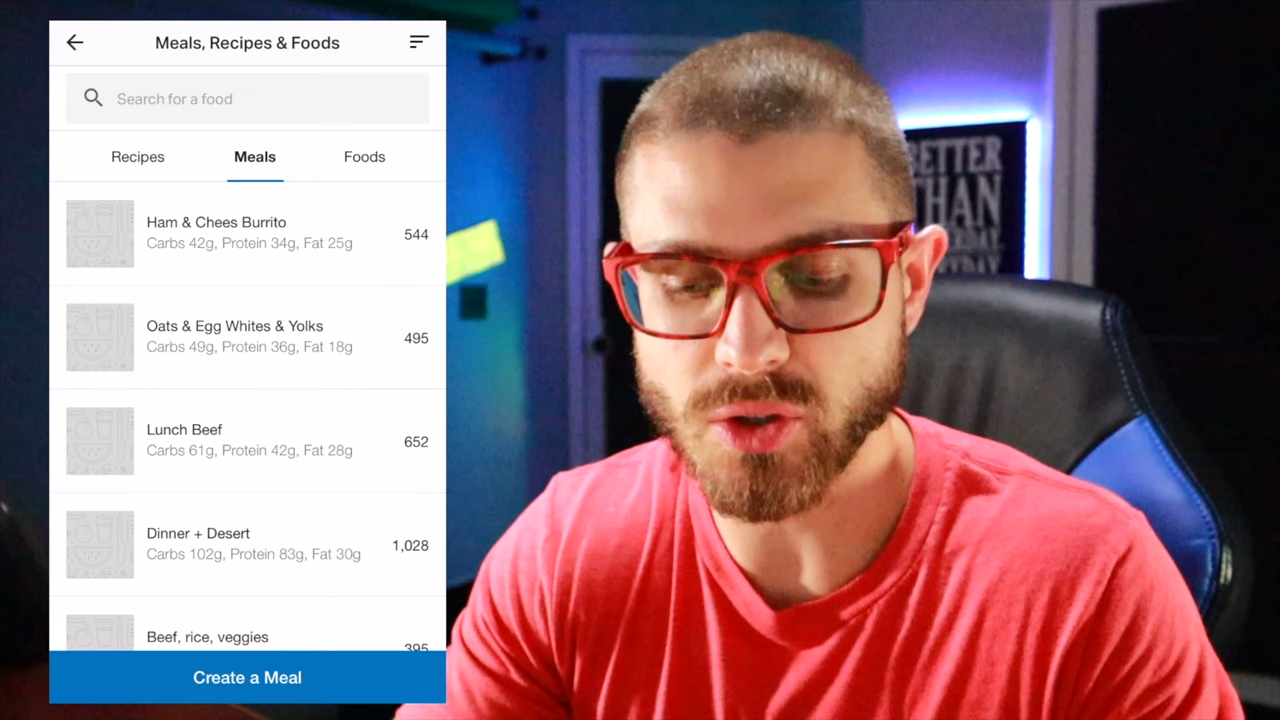 Meals, Recipes & Foods
Search for a food
Recipes Meals Foods
Ham & Chees Burrito
Carbs 42g, Protein 34g, Fat 25g
544
Oats & Egg Whites & Yolks
Carbs 49g, Protein 36g, Fat 18g
495
Lunch Beef
Carbs 61g, Protein 42g, Fat 28g
652
Dinner + Desert
Carbs 102g, Protein 83g, Fat 30g
1,028
Beef, rice, veggies
395
Create a Meal
BETTER
THAN